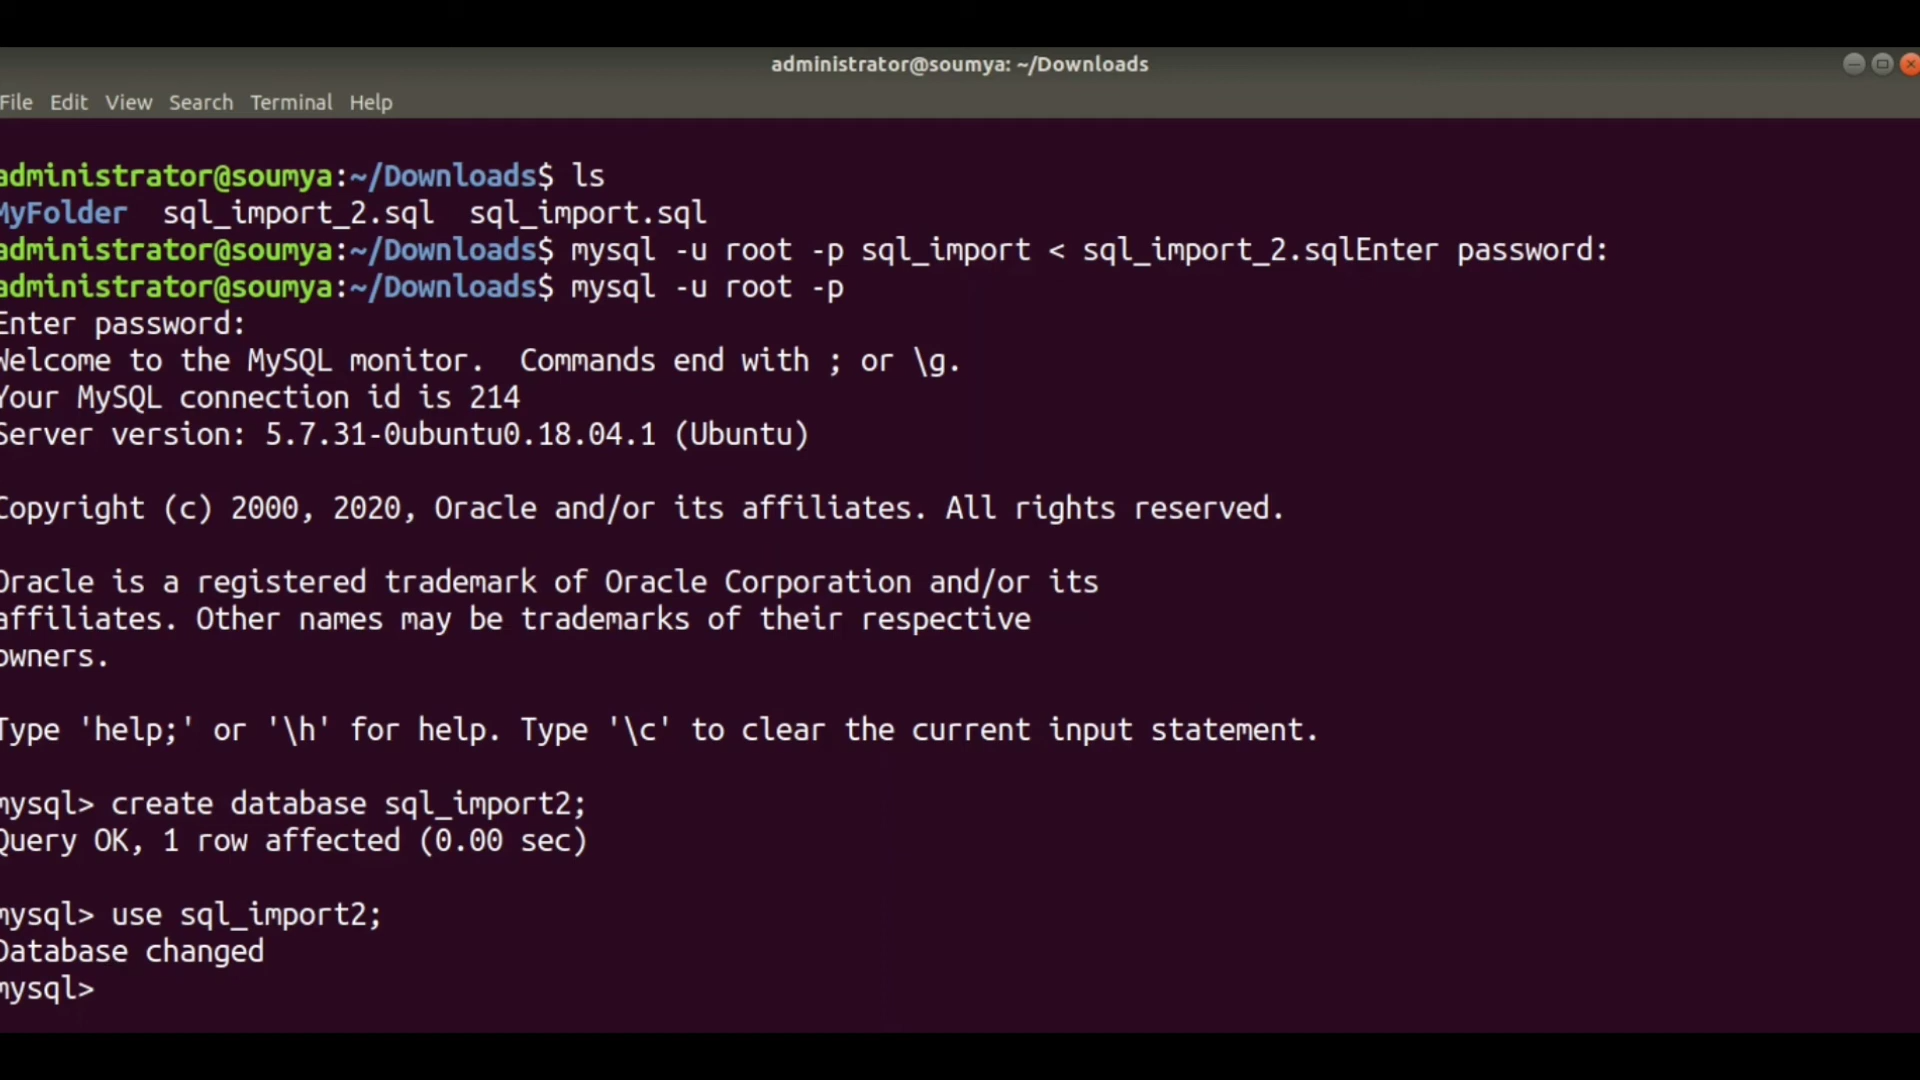 administrator@soumya: ~/Downloads
File Edit View Search Terminal Help
administrator@soumya:~/Downloads$ ls
MyFolder  sql_import_2.sql  sql_import.sql
administrator@soumya:~/Downloads$ mysql -u root -p sql_import < sql_import_2.sqlEnter password:
administrator@soumya:~/Downloads$ mysql -u root -p
Enter password:
Welcome to the MySQL monitor.  Commands end with ; or \g.
Your MySQL connection id is 214
Server version: 5.7.31-0ubuntu0.18.04.1 (Ubuntu)
Copyright (c) 2000, 2020, Oracle and/or its affiliates. All rights reserved.
Oracle is a registered trademark of Oracle Corporation and/or its
affiliates. Other names may be trademarks of their respective
owners.
Type 'help;' or '\h' for help. Type '\c' to clear the current input statement.
mysql> create database sql_import2;
Query OK, 1 row affected (0.00 sec)
mysql> use sql_import2;
Database changed
mysql>